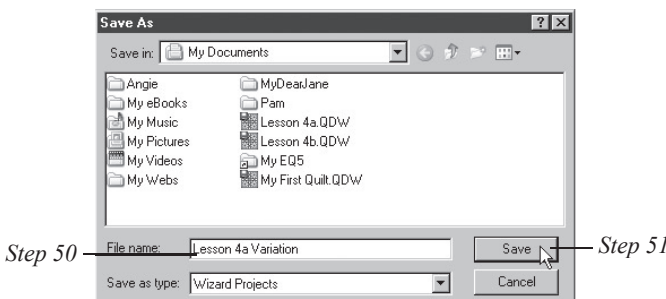 Save As
Save in: My Documents
Angie MyDearJane
My eBooks Pam
My Music Lesson 4a.QDW
My Pictures Lesson 4b.QDW
My Videos My EQ5
My Webs My First Quilt.QDW
Step 50 File name: Lesson 4a Variation Save Step 51
Save as type: Wizard Projects Cancel